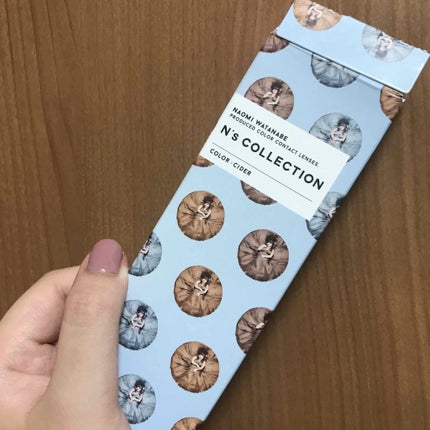 NAOMI WATANABE
PRODUCED COLOR CONTACT LENSES.
N's COLLECTION
COLOR : CIDER